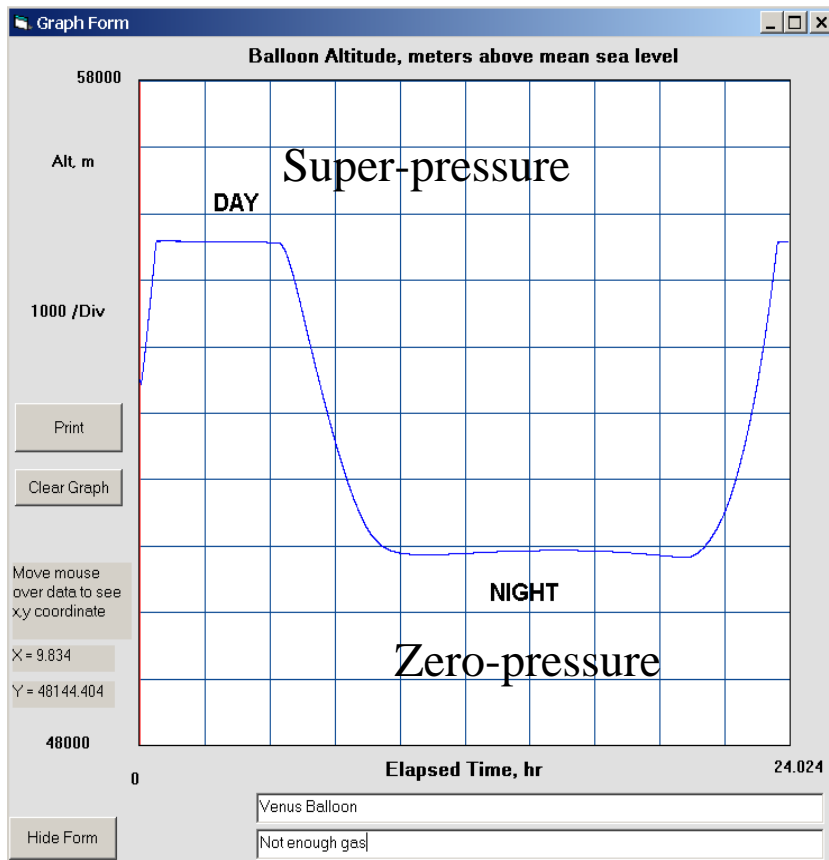 Graph Form
Balloon Altitude, meters above mean sea level
58000
Alt, m
Super-pressure
DAY
1000 /Div
Print
Clear Graph
Move mouse
over data to see
x,y coordinate
NIGHT
X = 9.834
Zero-pressure
Y = 48144.404
48000
0
Elapsed Time, hr
24.024
Venus Balloon
Hide Form
Not enough gas